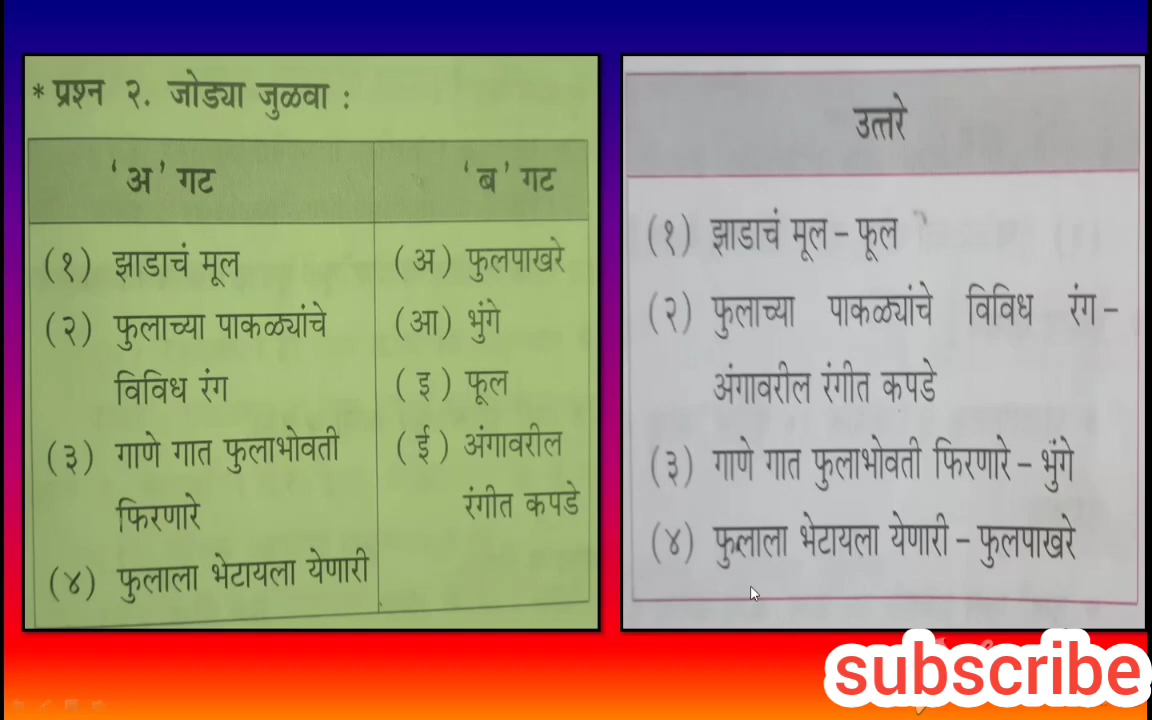 * प्रश्न २. जोड्या जुळवा :
'अ' गट
'ब' गट
(१) झाडाचं मूल
(२) फुलाच्या पाकळ्यांचे
विविध रंग
(३) गाणे गात फुलाभोवती
फिरणारे
(४) फुलाला भेटायला येणारी
(अ) फुलपाखरे
(आ) भुंगे
(इ) फूल
(ई) अंगावरील
रंगीत कपडे
उत्तरे
(१) झाडाचं मूल – फूल
(२) फुलाच्या पाकळ्यांचे विविध रंग –
अंगावरील रंगीत कपडे
(३) गाणे गात फुलाभोवती फिरणारे – भुंगे
(४) फुलाला भेटायला येणारी – फुलपाखरे
subscribe